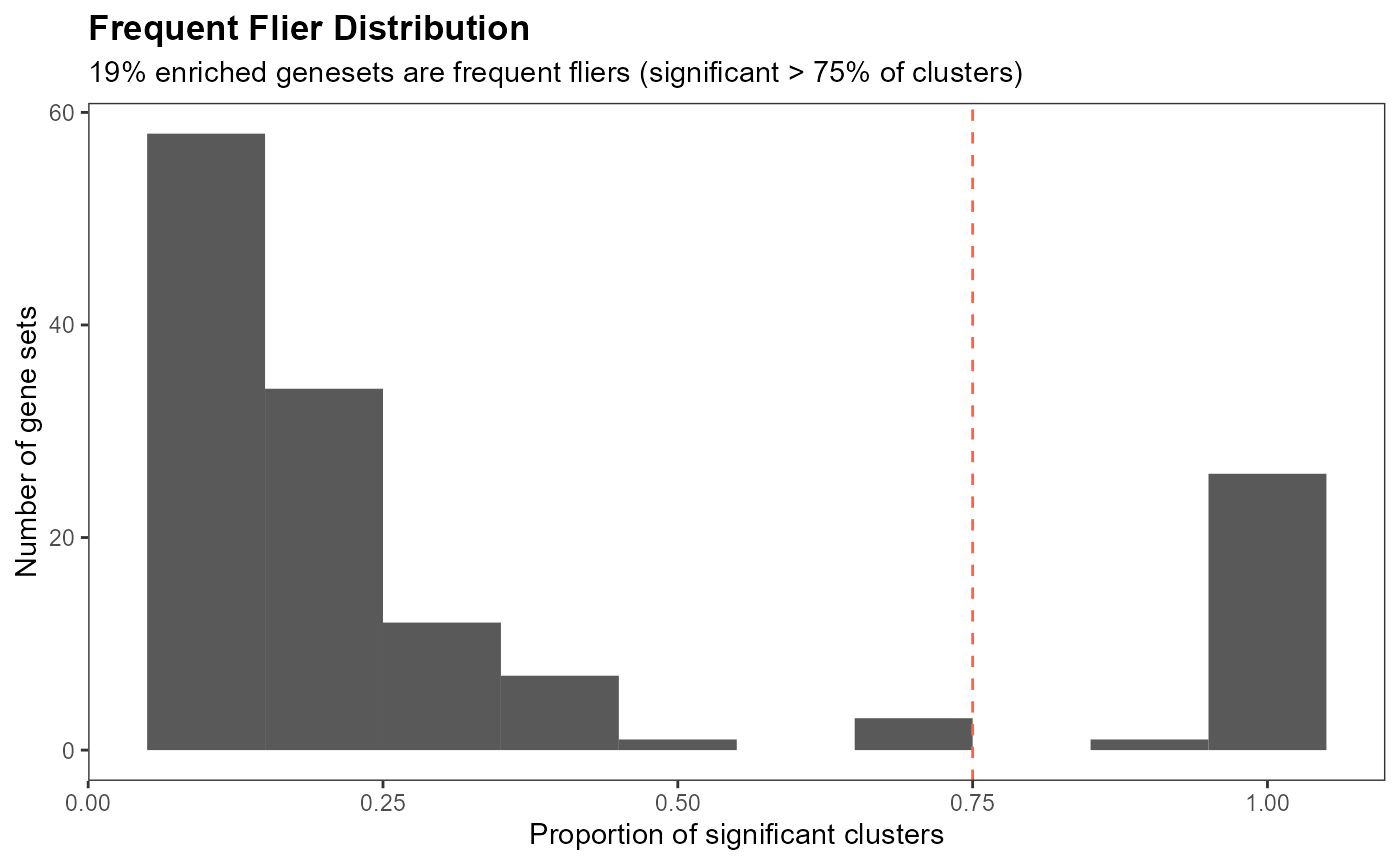 Frequent Flier Distribution
19% enriched genesets are frequent fliers (significant > 75% of clusters)
60
40
20
0
Number of gene sets
0.00 0.25 0.50 0.75 1.00
Proportion of significant clusters